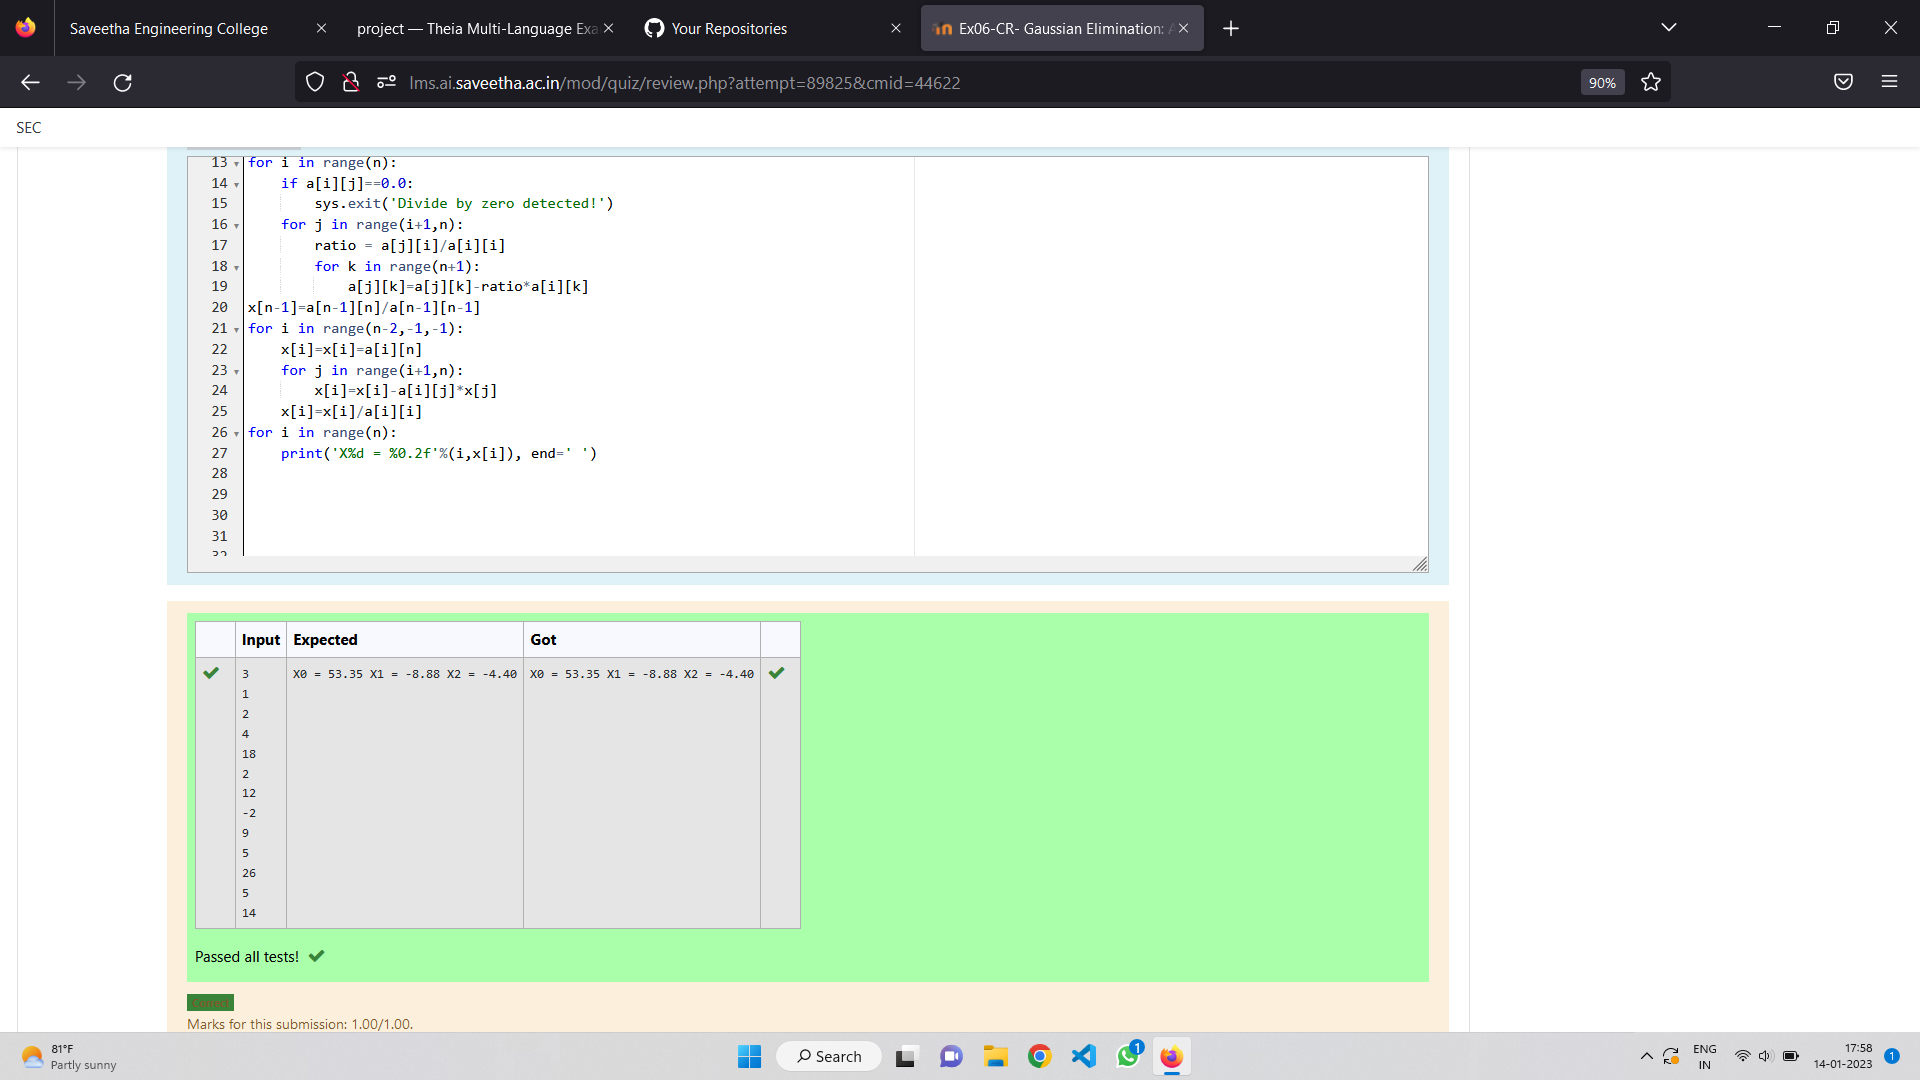 Saveetha Engineering College
project — Theia Multi-Language Exa
Your Repositories
Ex06-CR- Gaussian Elimination: A
lms.ai.saveetha.ac.in/mod/quiz/review.php?attempt=89825&cmid=44622
90%
SEC
13 for i in range(n):
14     if a[i][j]==0.0:
15         sys.exit('Divide by zero detected!')
16     for j in range(i+1,n):
17         ratio = a[j][i]/a[i][i]
18         for k in range(n+1):
19             a[j][k]=a[j][k]-ratio*a[i][k]
20 x[n-1]=a[n-1][n]/a[n-1][n-1]
21 for i in range(n-2,-1,-1):
22     x[i]=x[i]=a[i][n]
23     for j in range(i+1,n):
24         x[i]=x[i]-a[i][j]*x[j]
25     x[i]=x[i]/a[i][i]
26 for i in range(n):
27     print('X%d = %0.2f'%(i,x[i]), end=' ')
28
29
30
31
32
Input Expected Got
3 X0 = 53.35 X1 = -8.88 X2 = -4.40 X0 = 53.35 X1 = -8.88 X2 = -4.40
1
2
4
18
2
12
-2
9
5
26
5
14
Passed all tests!
Correct
Marks for this submission: 1.00/1.00.
81°F
Partly sunny
Search
1
ENG
IN
17:58
14-01-2023
1